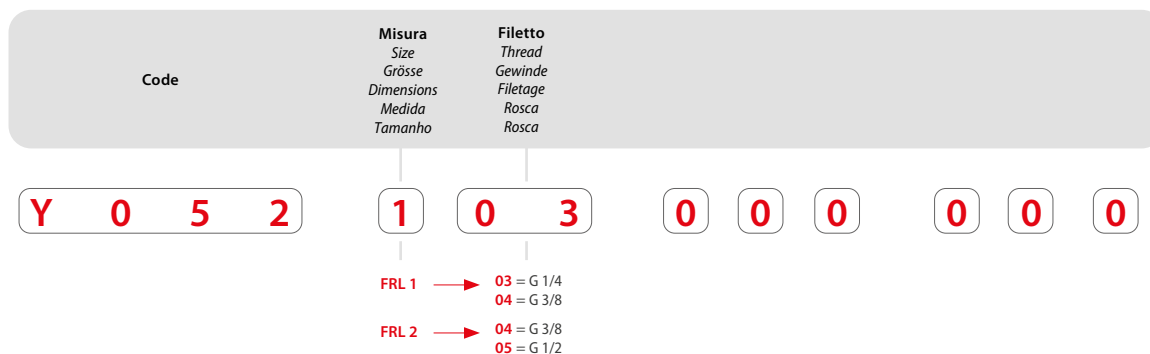 Code
Misura
Size
Grösse
Dimensions
Medida
Tamanho
Filetto
Thread
Gewinde
Filetage
Rosca
Rosca
Y 0 5 2 1 0 3 0 0 0 0 0 0
FRL 1 03 = G 1/4
04 = G 3/8
FRL 2 04 = G 3/8
05 = G 1/2